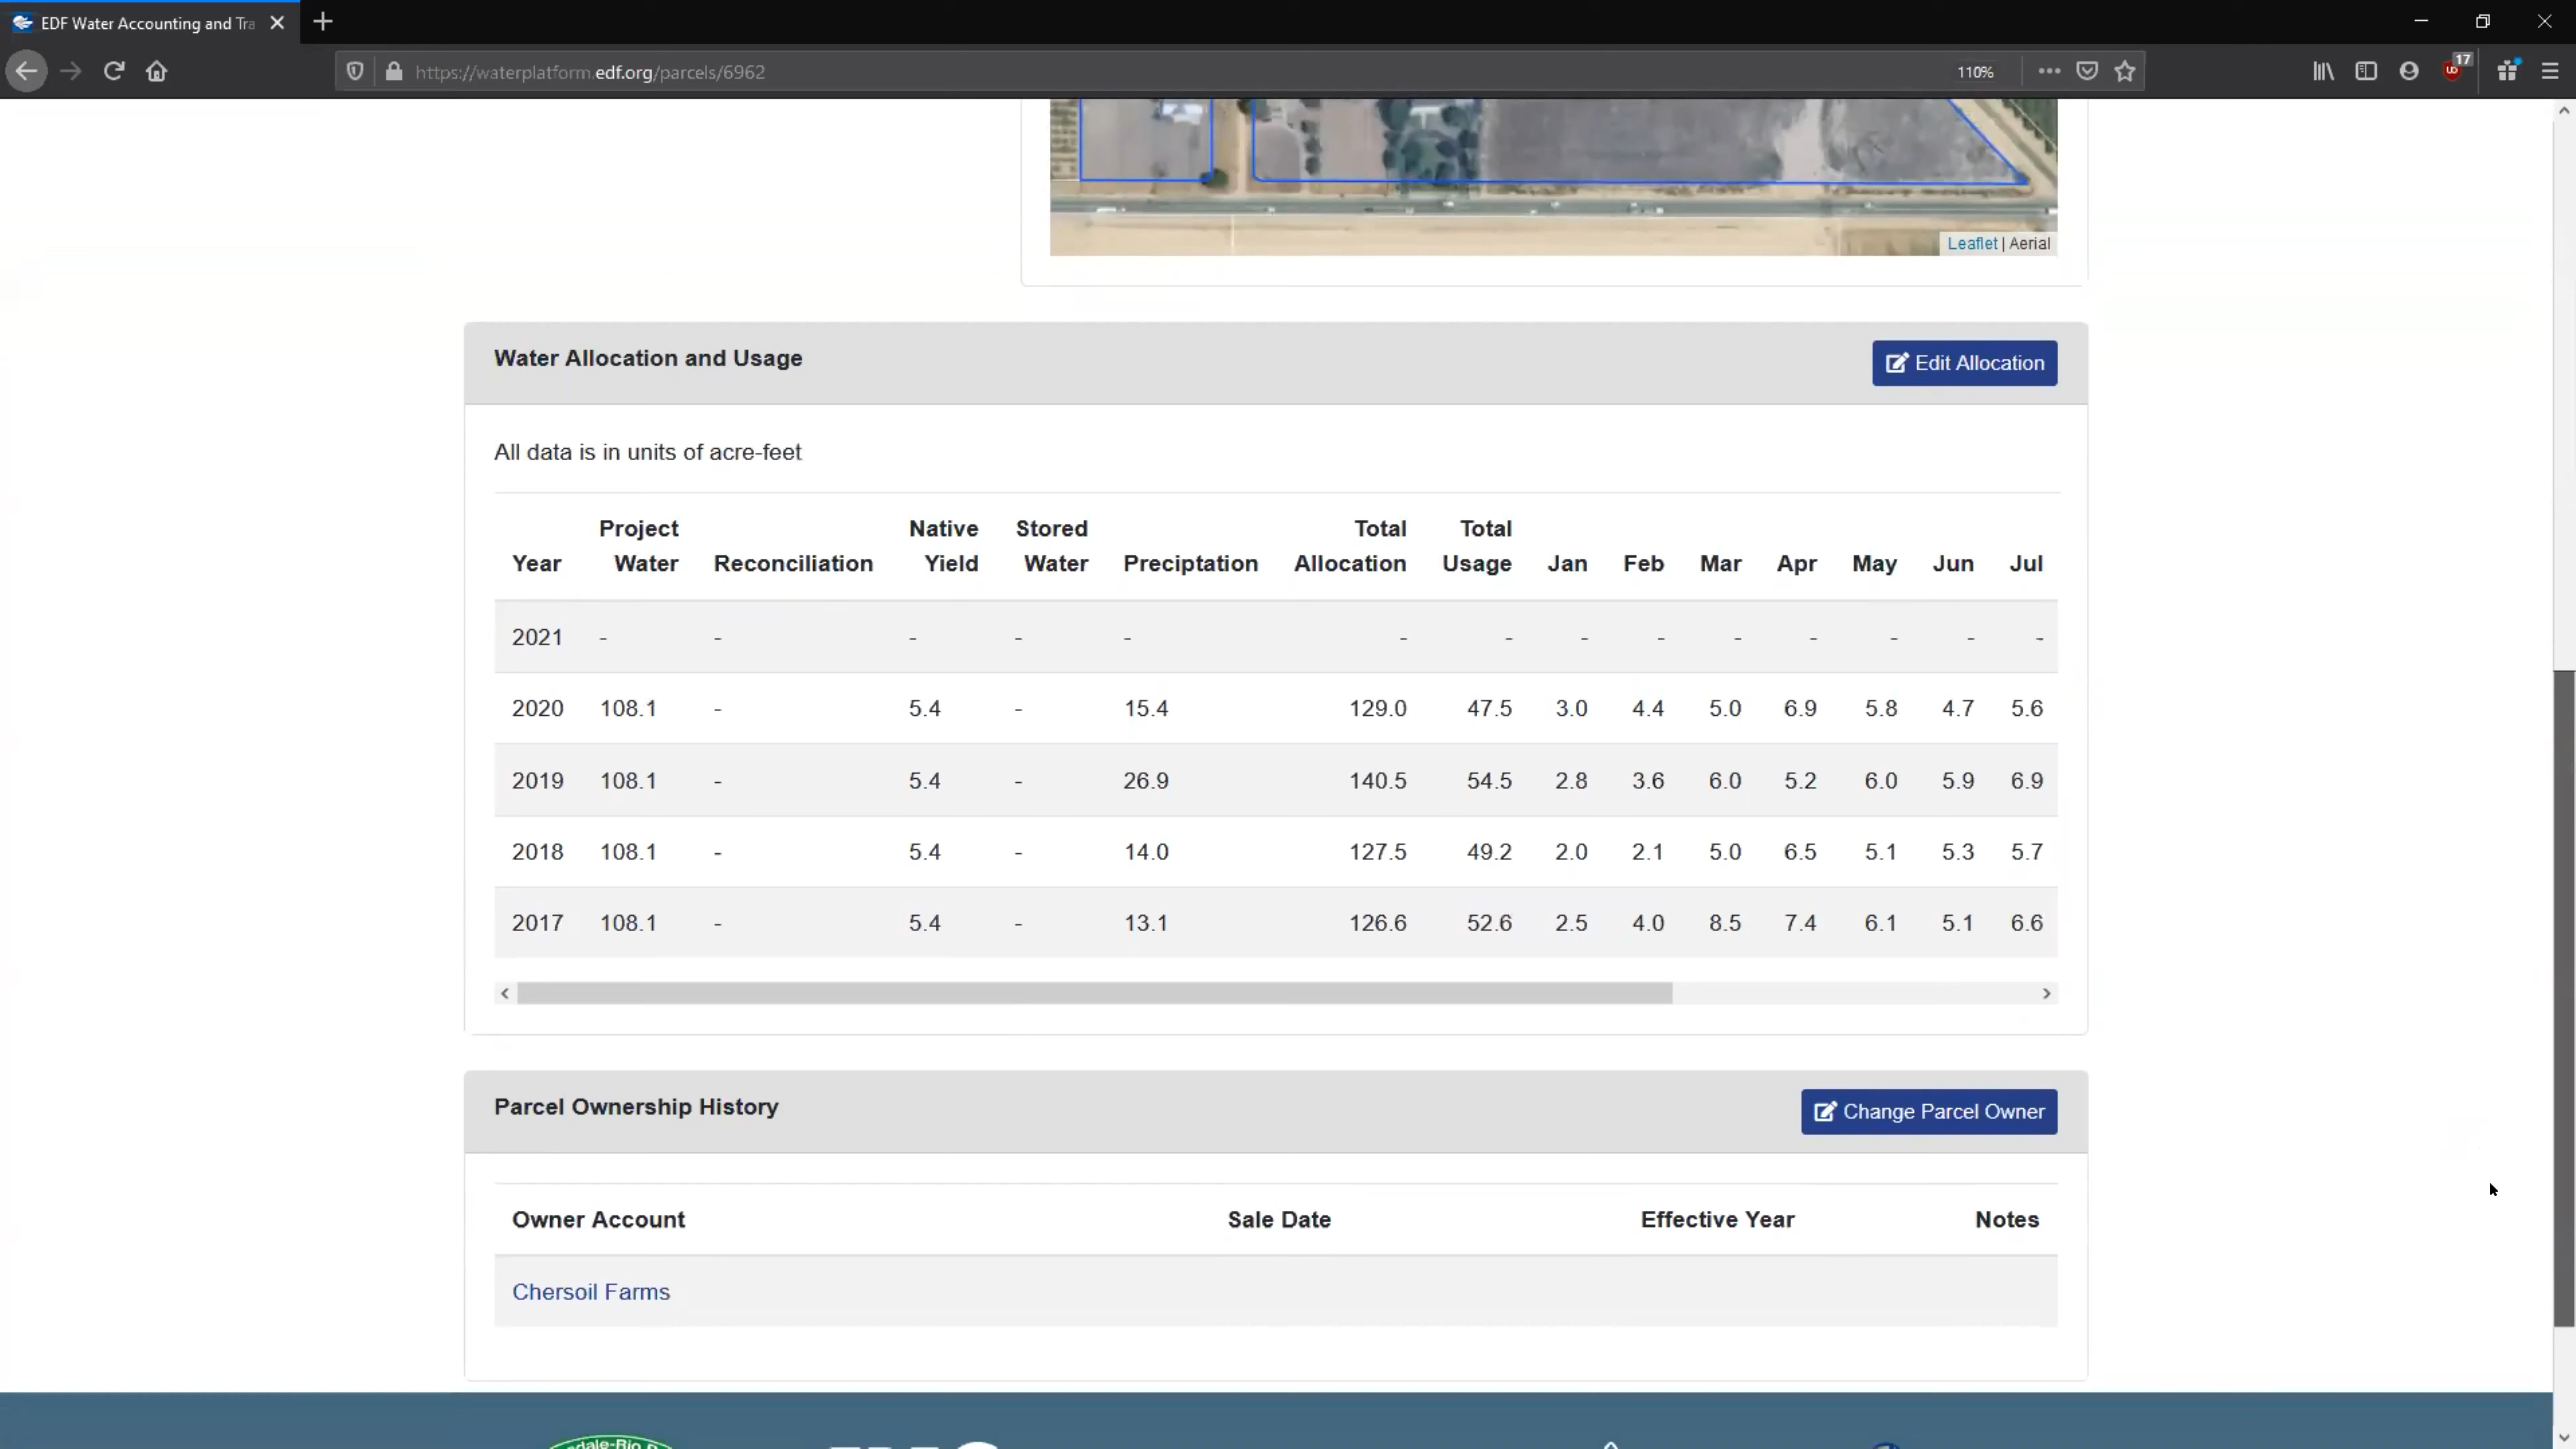 EDF Water Accounting and Tra
https://waterplatform.edf.org/parcels/6962
110%
17
Leaflet | Aerial
Water Allocation and Usage
Edit Allocation
All data is in units of acre-feet
Year Project Water Reconciliation Native Yield Stored Water Preciptation Total Allocation Total Usage Jan Feb Mar Apr May Jun Jul
2021 - - - - - - - - - - - - - -
2020 108.1 - 5.4 - 15.4 129.0 47.5 3.0 4.4 5.0 6.9 5.8 4.7 5.6
2019 108.1 - 5.4 - 26.9 140.5 54.5 2.8 3.6 6.0 5.2 6.0 5.9 6.9
2018 108.1 - 5.4 - 14.0 127.5 49.2 2.0 2.1 5.0 6.5 5.1 5.3 5.7
2017 108.1 - 5.4 - 13.1 126.6 52.6 2.5 4.0 8.5 7.4 6.1 5.1 6.6
Parcel Ownership History
Change Parcel Owner
Owner Account Sale Date Effective Year Notes
Chersoil Farms